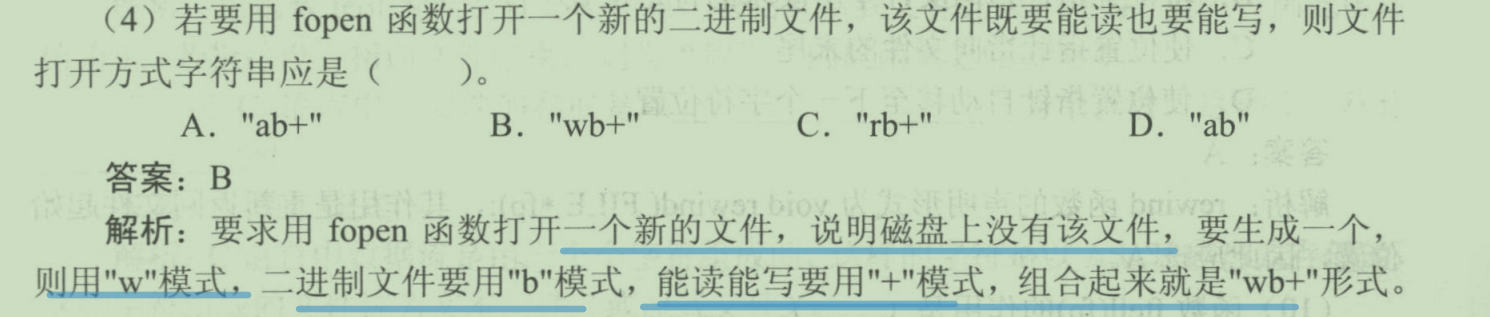 （4）若要用 fopen 函数打开一个新的二进制文件，该文件既要能读也要能写，则文件
打开方式字符串应是（　　）。
A． "ab+"　　B． "wb+"　　C． "rb+"　　D． "ab"
答案：B
解析：要求用 fopen 函数打开一个新的文件，说明磁盘上没有该文件，要生成一个，
则用"w"模式，二进制文件要用"b"模式，能读能写要用"+"模式，组合起来就是"wb+"形式。